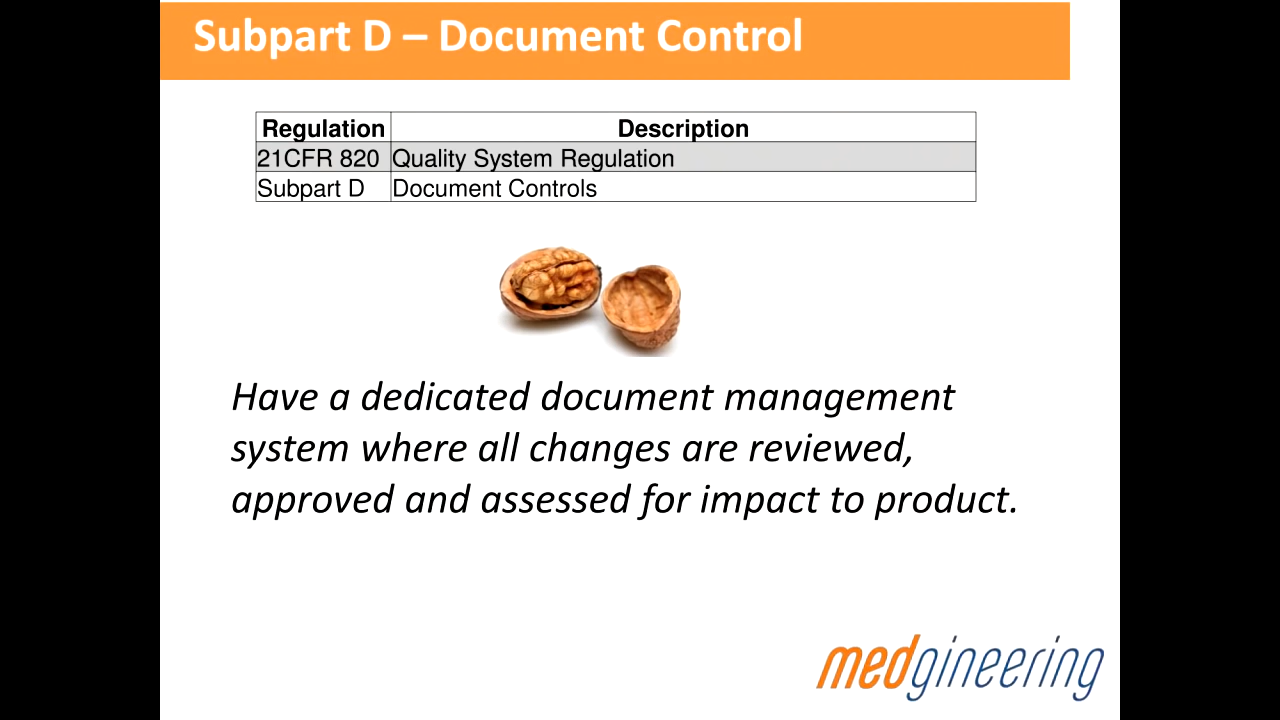 Subpart D – Document Control
Regulation Description
21CFR 820 Quality System Regulation
Subpart D Document Controls
Have a dedicated document management
system where all changes are reviewed,
approved and assessed for impact to product.
medgineering